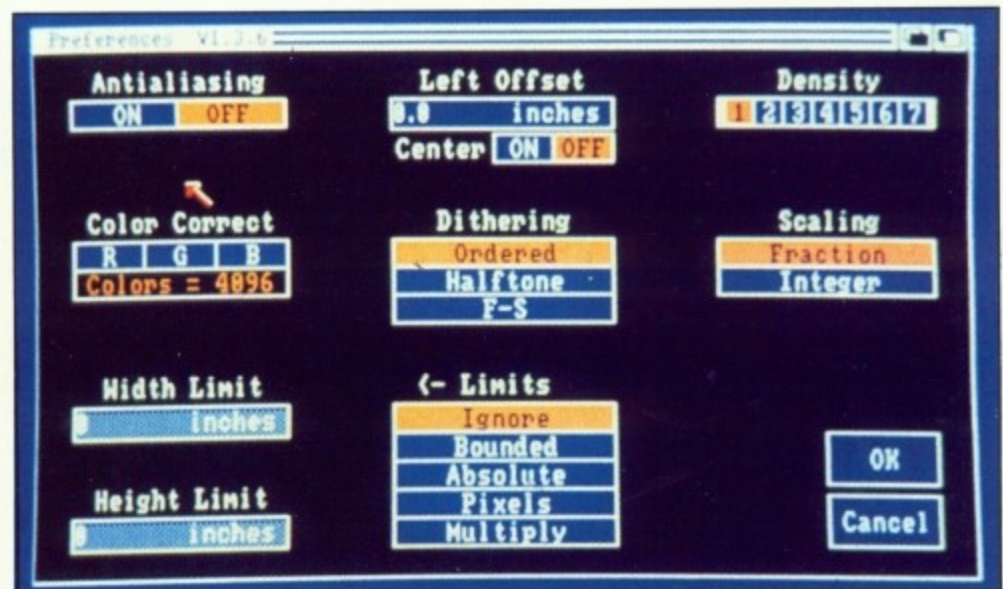 Preferences V1.3.6
Antialiasing
ON OFF
Left Offset
0.0 inches
Center ON OFF
Density
1 2 3 4 5 6 7
Color Correct
R G B
Colors = 4096
Dithering
Ordered
Halftone
F-S
Scaling
Fraction
Integer
Width Limit
0 inches
Height Limit
0 inches
<- Limits
Ignore
Bounded
Absolute
Pixels
Multiply
OK
Cancel